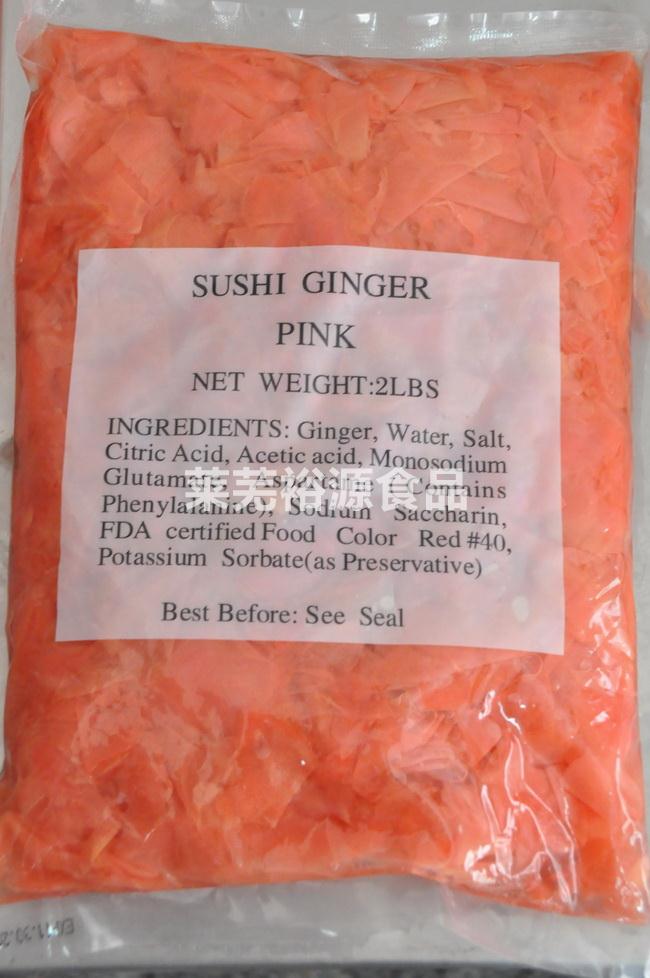 SUSHI GINGER
PINK
NET WEIGHT:2LBS
INGREDIENTS: Ginger, Water, Salt,
Citric Acid, Acetic acid, Monosodium
Glutamate, Aspartame (Contains
莱芜裕源食品
Phenylalanine), Sodium Saccharin,
FDA certified Food Color Red #40,
Potassium Sorbate(as Preservative)
Best Before: See Seal